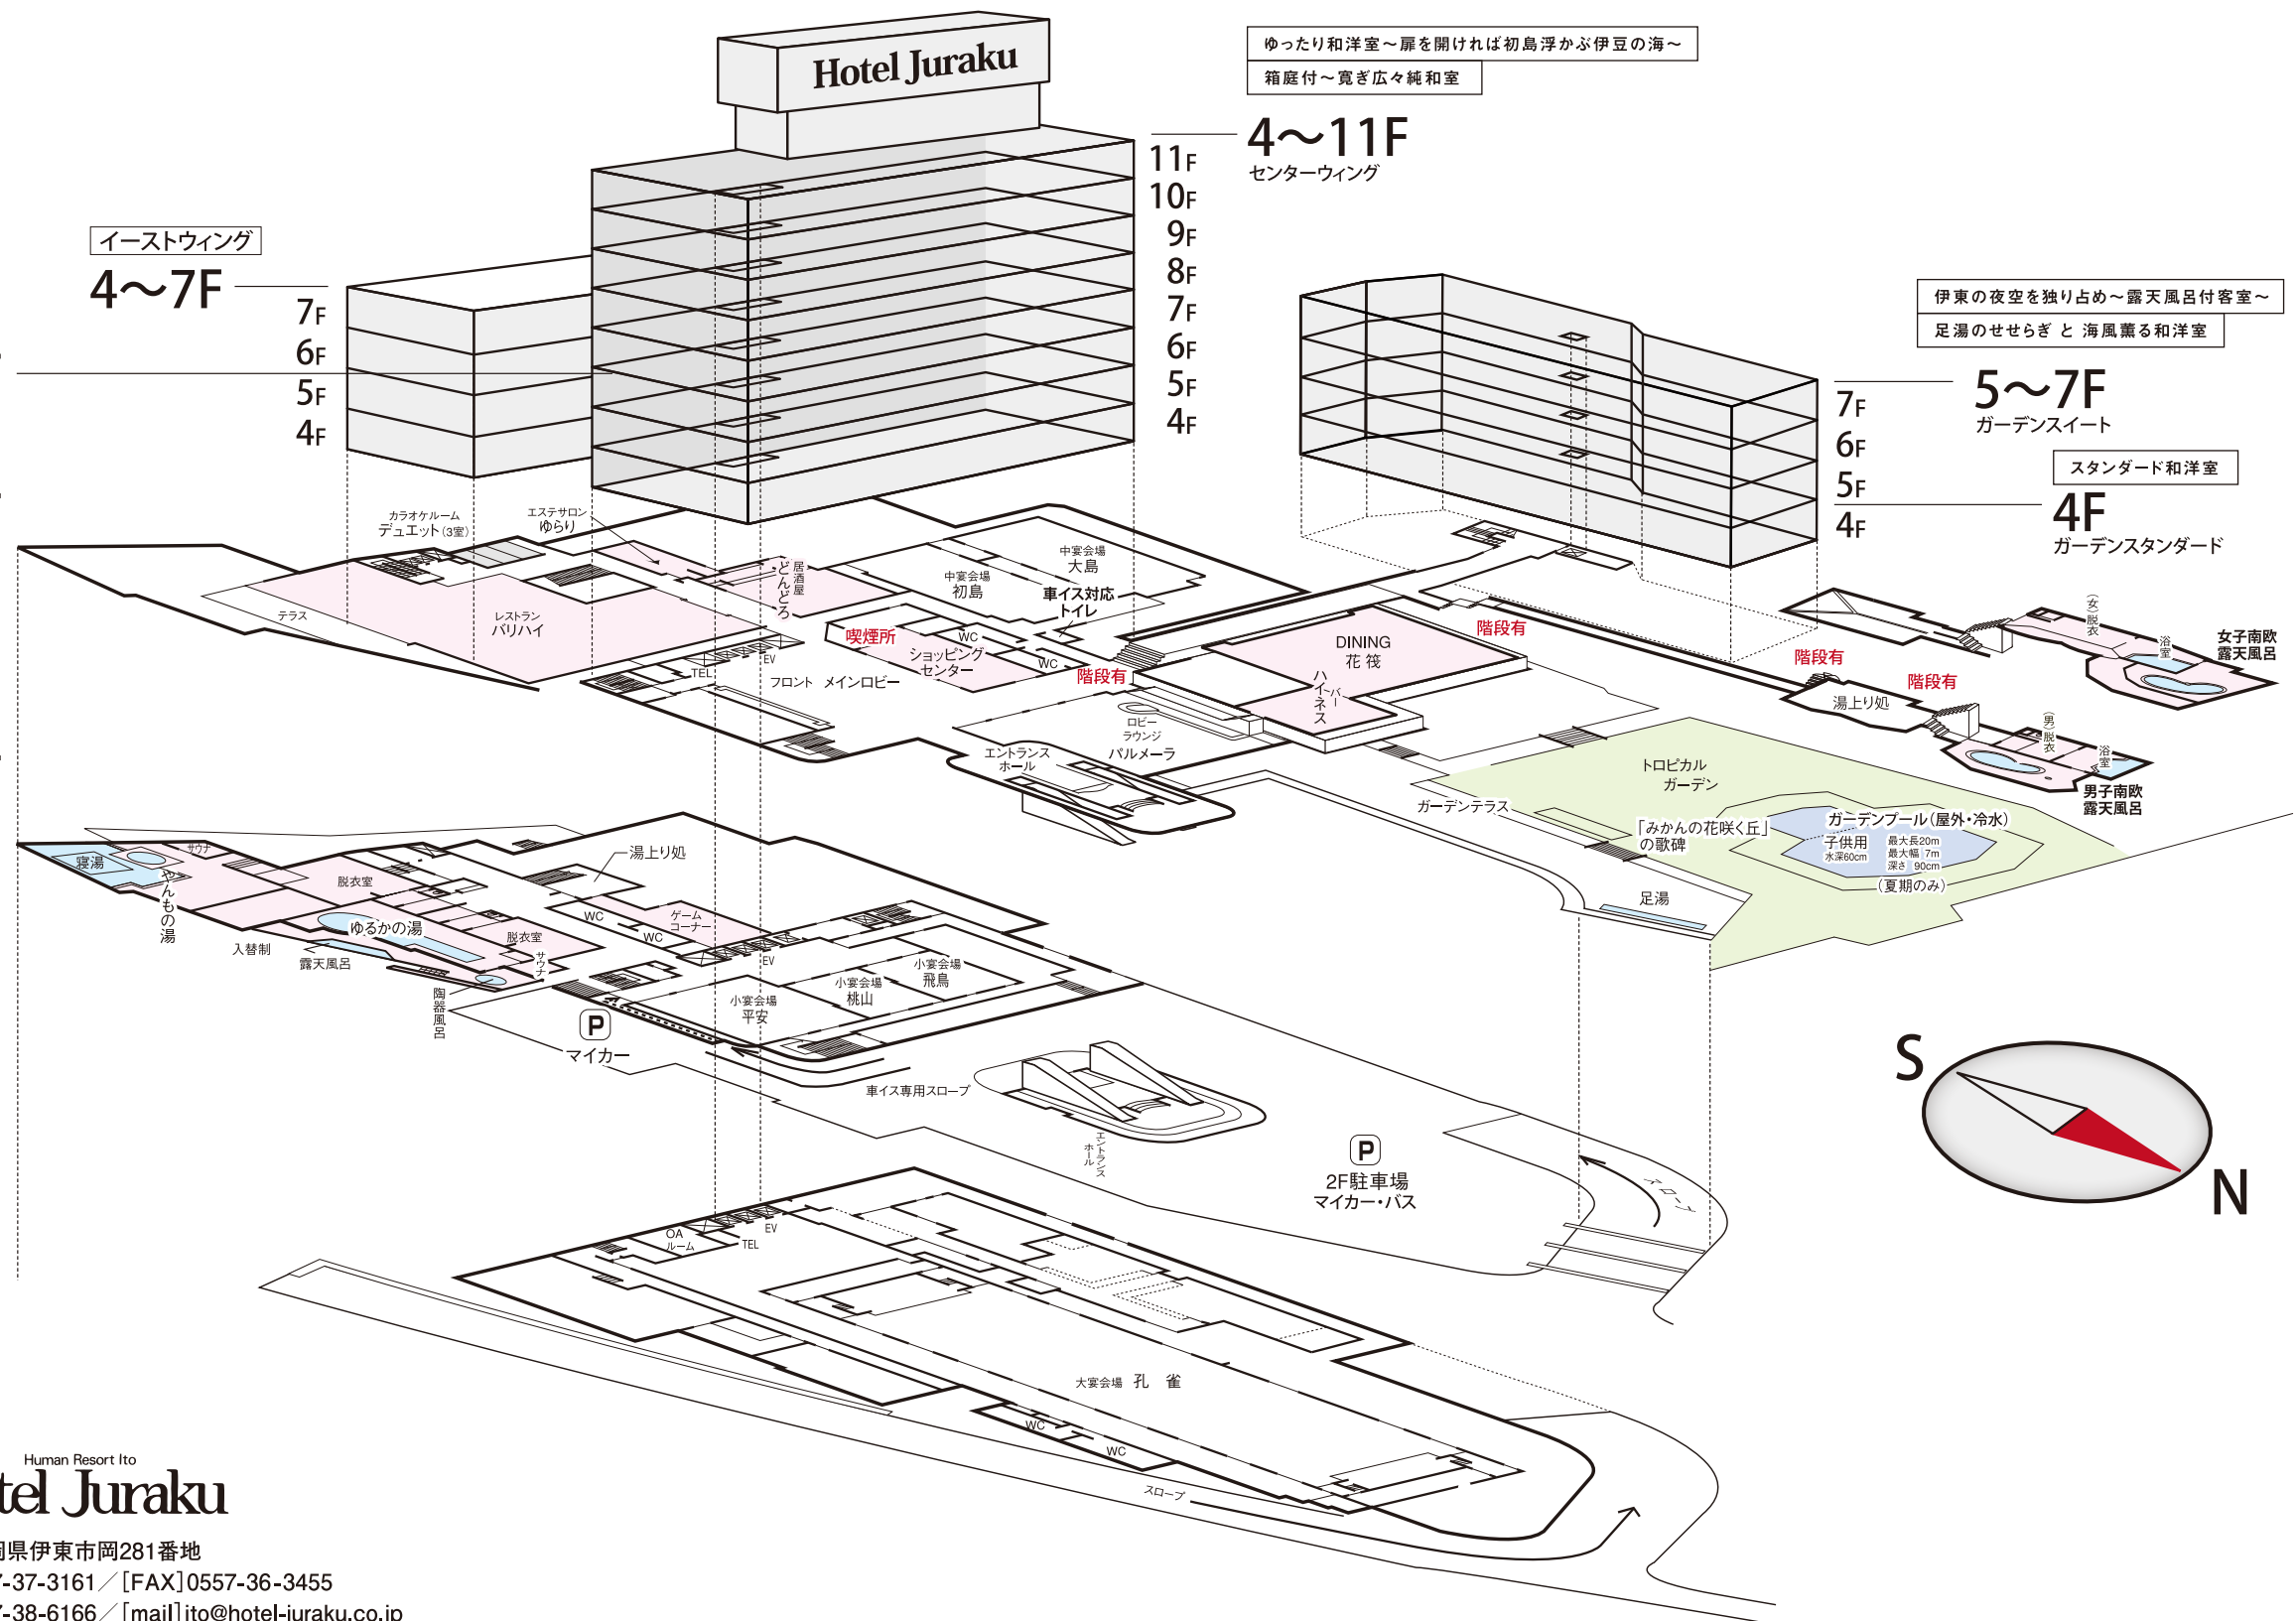 Hotel Juraku
ゆったり和洋室～扉を開ければ初島浮かぶ伊豆の海～
箱庭付～寛ぎ広々純和室
4～11F
センターウィング
11F
10F
9F
8F
7F
6F
5F
4F
イーストウィング
4～7F
7F
6F
5F
4F
伊東の夜空を独り占め～露天風呂付客室～
足湯のせせらぎ と 海風薫る和洋室
5～7F
ガーデンスイート
スタンダード和洋室
4F
ガーデンスタンダード
7F
6F
5F
4F
カラオケルーム
デュエット(3室)
エステサロン
ゆらり
居酒屋
どんどろ
中宴会場
大島
中宴会場
初島
車イス対応
トイレ
テラス
レストラン
バリハイ
喫煙所
WC
ショッピング
センター
WC
階段有
EV
TEL
フロント メインロビー
DINING
花筏
バー
ハイネス
階段有
階段有
階段有
ロビー
ラウンジ
パルメーラ
エントランス
ホール
(女)脱衣
浴室
女子南欧
露天風呂
湯上り処
(男)脱衣
浴室
男子南欧
露天風呂
トロピカル
ガーデン
ガーデンテラス
「みかんの花咲く丘」
の歌碑
ガーデンプール(屋外・冷水)
子供用
水深60cm
最大長20m
最大幅 7m
深さ 90cm
(夏期のみ)
足湯
寝湯
サウナ
やんもの湯
脱衣室
湯上り処
WC
WC
ゲーム
コーナー
ゆるかの湯
脱衣室
サウナ
入替制
露天風呂
陶器風呂
EV
小宴会場
飛鳥
小宴会場
桃山
小宴会場
平安
P
マイカー
車イス専用スロープ
エントランス
ホール
P
2F駐車場
マイカー・バス
スロープ
S
N
OA
ルーム
EV
TEL
大宴会場 孔 雀
WC
WC
スロープ
Human Resort Ito
tel Juraku
県伊東市岡281番地
7-37-3161／[FAX]0557-36-3455
7-38-6166／[mail]ito@hotel-juraku.co.jp